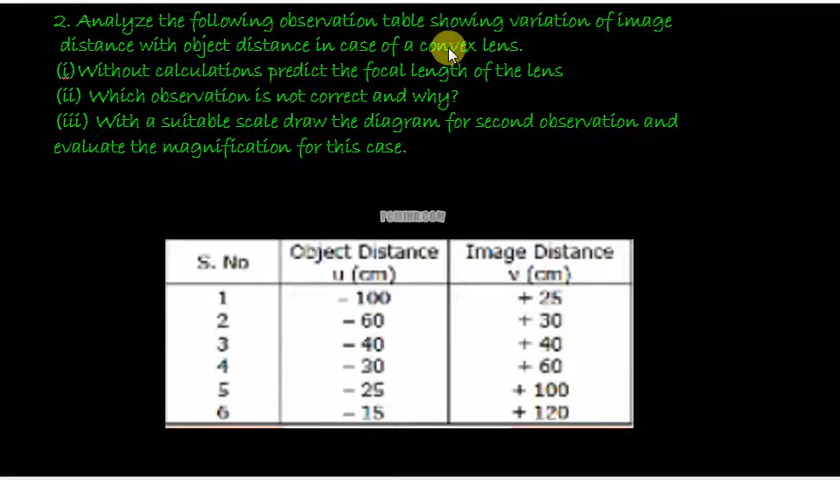 2. Analyze the following observation table showing variation of image
distance with object distance in case of a convex lens.
(i)Without calculations predict the focal length of the lens
(ii) Which observation is not correct and why?
(iii) With a suitable scale draw the diagram for second observation and
evaluate the magnification for this case.
S. No | Object Distance u (cm) | Image Distance v (cm)
1 | - 100 | + 25
2 | - 60 | + 30
3 | - 40 | + 40
4 | - 30 | + 60
5 | - 25 | + 100
6 | - 15 | + 120